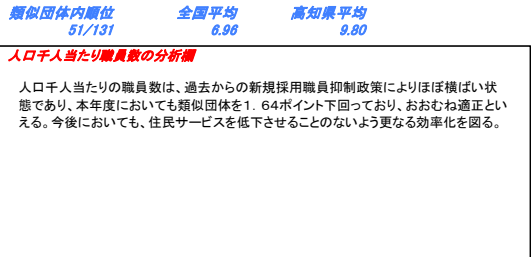 類似団体内順位 全国平均 高知県平均
51/131 6.96 9.80
人口千人当たり職員数の分析欄
人口千人当たりの職員数は、過去からの新規採用職員抑制政策によりほぼ横ばい状
態であり、本年度においても類似団体を1．64ポイント下回っており、おおむね適正とい
える。今後においても、住民サービスを低下させることのないよう更なる効率化を図る。